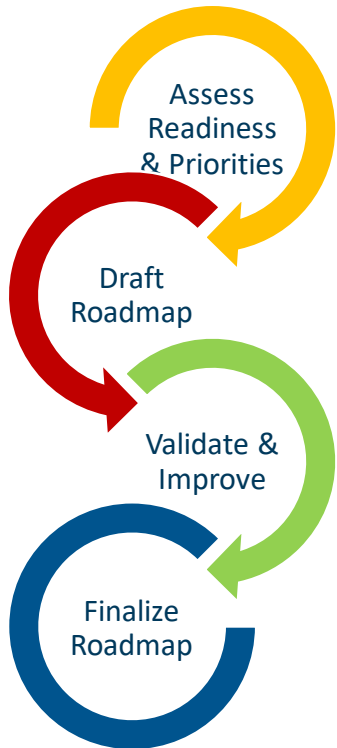 Assess
Readiness
& Priorities
Draft
Roadmap
Validate &
Improve
Finalize
Roadmap